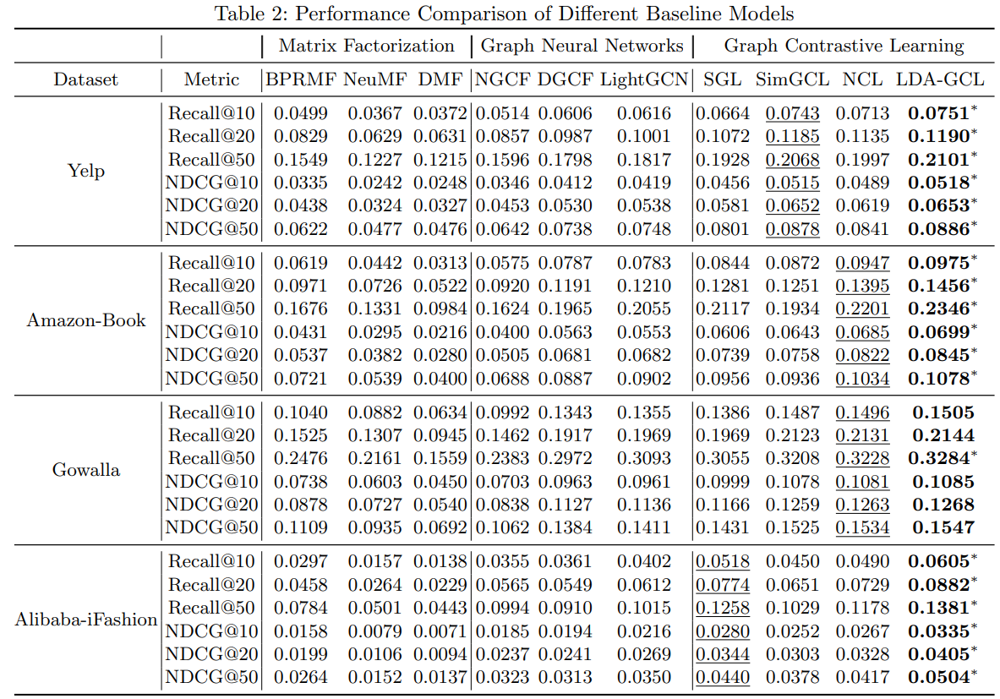 Table 2: Performance Comparison of Different Baseline Models
Matrix Factorization Graph Neural Networks Graph Contrastive Learning
Dataset Metric BPRMF NeuMF DMF NGCF DGCF LightGCN SGL SimGCL NCL LDA-GCL
Recall@10 0.0499 0.0367 0.0372 0.0514 0.0606 0.0616 0.0664 0.0743 0.0713 0.0751*
Recall@20 0.0829 0.0629 0.0631 0.0857 0.0987 0.1001 0.1072 0.1185 0.1135 0.1190*
Recall@50 0.1549 0.1227 0.1215 0.1596 0.1798 0.1817 0.1928 0.2068 0.1997 0.2101*
Yelp
NDCG@10 0.0335 0.0242 0.0248 0.0346 0.0412 0.0419 0.0456 0.0515 0.0489 0.0518*
NDCG@20 0.0438 0.0324 0.0327 0.0453 0.0530 0.0538 0.0581 0.0652 0.0619 0.0653*
NDCG@50 0.0622 0.0477 0.0476 0.0642 0.0738 0.0748 0.0801 0.0878 0.0841 0.0886*
Recall@10 0.0619 0.0442 0.0313 0.0575 0.0787 0.0783 0.0844 0.0872 0.0947 0.0975*
Recall@20 0.0971 0.0726 0.0522 0.0920 0.1191 0.1210 0.1281 0.1251 0.1395 0.1456*
Recall@50 0.1676 0.1331 0.0984 0.1624 0.1965 0.2055 0.2117 0.1934 0.2201 0.2346*
Amazon-Book
NDCG@10 0.0431 0.0295 0.0216 0.0400 0.0563 0.0553 0.0606 0.0643 0.0685 0.0699*
NDCG@20 0.0537 0.0382 0.0280 0.0505 0.0681 0.0682 0.0739 0.0758 0.0822 0.0845*
NDCG@50 0.0721 0.0539 0.0400 0.0688 0.0887 0.0902 0.0956 0.0936 0.1034 0.1078*
Recall@10 0.1040 0.0882 0.0634 0.0992 0.1343 0.1355 0.1386 0.1487 0.1496 0.1505
Recall@20 0.1525 0.1307 0.0945 0.1462 0.1917 0.1969 0.1969 0.2123 0.2131 0.2144
Recall@50 0.2476 0.2161 0.1559 0.2383 0.2972 0.3093 0.3055 0.3208 0.3228 0.3284*
Gowalla
NDCG@10 0.0738 0.0603 0.0450 0.0703 0.0963 0.0961 0.0999 0.1078 0.1081 0.1085
NDCG@20 0.0878 0.0727 0.0540 0.0838 0.1127 0.1136 0.1166 0.1259 0.1263 0.1268
NDCG@50 0.1109 0.0935 0.0692 0.1062 0.1384 0.1411 0.1431 0.1525 0.1534 0.1547
Recall@10 0.0297 0.0157 0.0138 0.0355 0.0361 0.0402 0.0518 0.0450 0.0490 0.0605*
Recall@20 0.0458 0.0264 0.0229 0.0565 0.0549 0.0612 0.0774 0.0651 0.0729 0.0882*
Recall@50 0.0784 0.0501 0.0443 0.0994 0.0910 0.1015 0.1258 0.1029 0.1178 0.1381*
Alibaba-iFashion
NDCG@10 0.0158 0.0079 0.0071 0.0185 0.0194 0.0216 0.0280 0.0252 0.0267 0.0335*
NDCG@20 0.0199 0.0106 0.0094 0.0237 0.0241 0.0269 0.0344 0.0303 0.0328 0.0405*
NDCG@50 0.0264 0.0152 0.0137 0.0323 0.0313 0.0350 0.0440 0.0378 0.0417 0.0504*